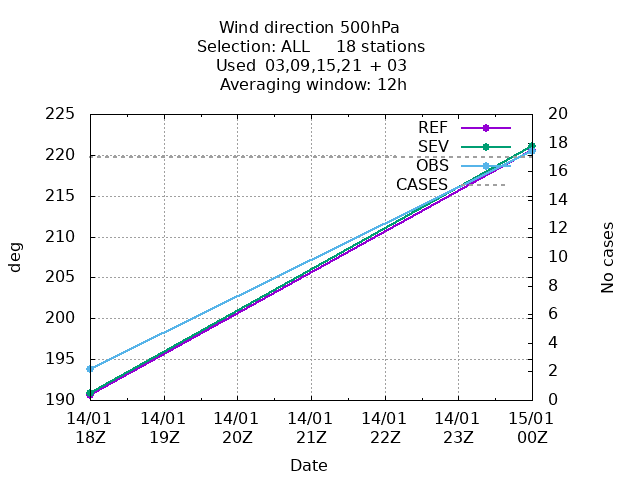 Wind direction 500hPa
Selection: ALL 18 stations
Used 03,09,15,21 + 03
Averaging window: 12h
225
220
215
210
205
200
195
190
deg
20
18
16
14
12
10
8
6
4
2
0
No cases
REF
SEV
OBS
CASES
14/01 14/01 14/01 14/01 14/01 14/01 15/01
18Z 19Z 20Z 21Z 22Z 23Z 00Z
Date